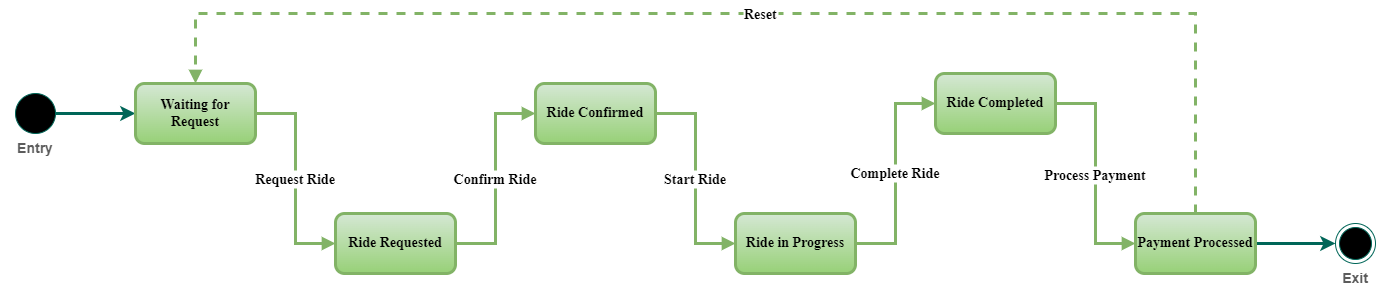 Reset
Waiting for
Request
Entry
Request Ride
Ride Requested
Confirm Ride
Ride Confirmed
Start Ride
Ride in Progress
Complete Ride
Ride Completed
Process Payment
Payment Processed
Exit